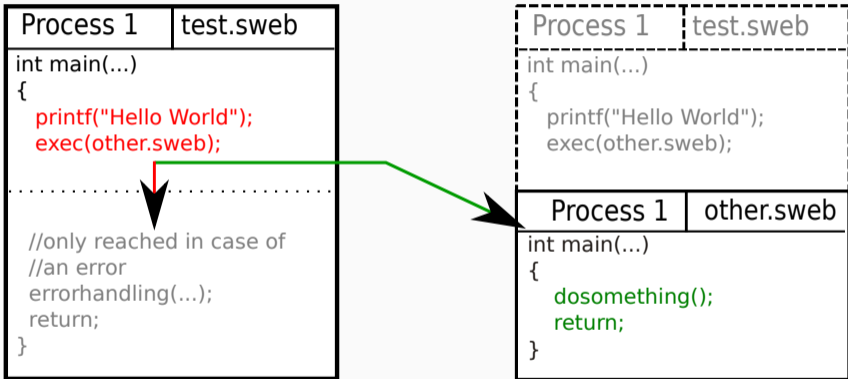 Process 1 test.sweb
int main(...)
{
printf("Hello World");
exec(other.sweb);
//only reached in case of
//an error
errorhandling(...);
return;
}
Process 1 test.sweb
int main(...)
{
printf("Hello World");
exec(other.sweb);
Process 1 other.sweb
int main(...)
{
dosomething();
return;
}